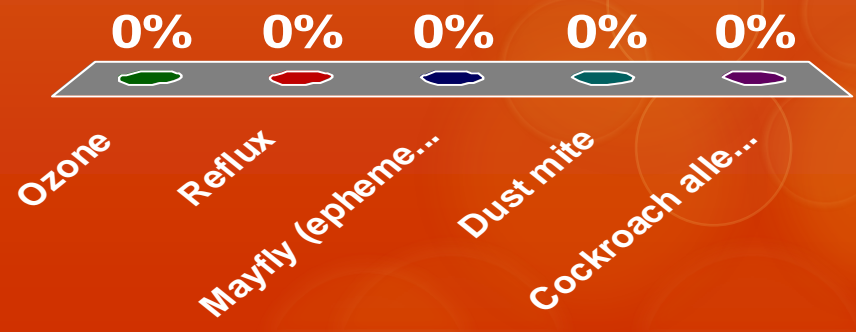 0% 0% 0% 0% 0%
Ozone
Reflux
Mayfly (epheme...
Dust mite
Cockroach alle...